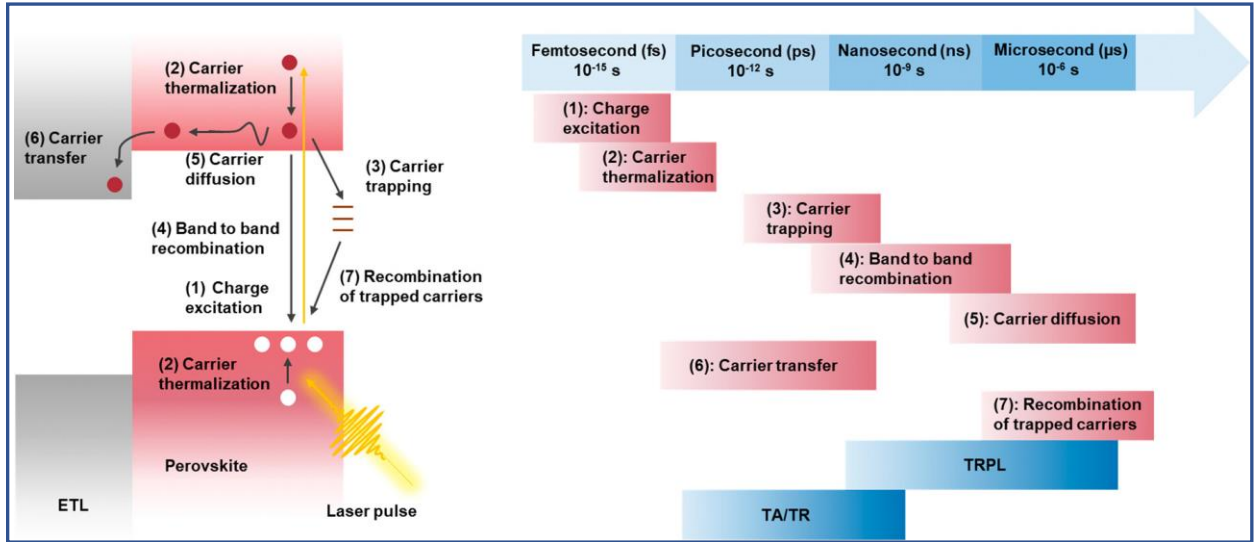 (2) Carrier
thermalization
(6) Carrier
transfer
(5) Carrier
diffusion
(3) Carrier
trapping
(4) Band to band
recombination
(1) Charge
excitation
(7) Recombination
of trapped carriers
(2) Carrier
thermalization
Perovskite
ETL
Laser pulse
Femtosecond (fs)
10⁻¹⁵ s
Picosecond (ps)
10⁻¹² s
Nanosecond (ns)
10⁻⁹ s
Microsecond (µs)
10⁻⁶ s
(1): Charge
excitation
(2): Carrier
thermalization
(3): Carrier
trapping
(4): Band to band
recombination
(5): Carrier diffusion
(6): Carrier transfer
(7): Recombination
of trapped carriers
TRPL
TA/TR